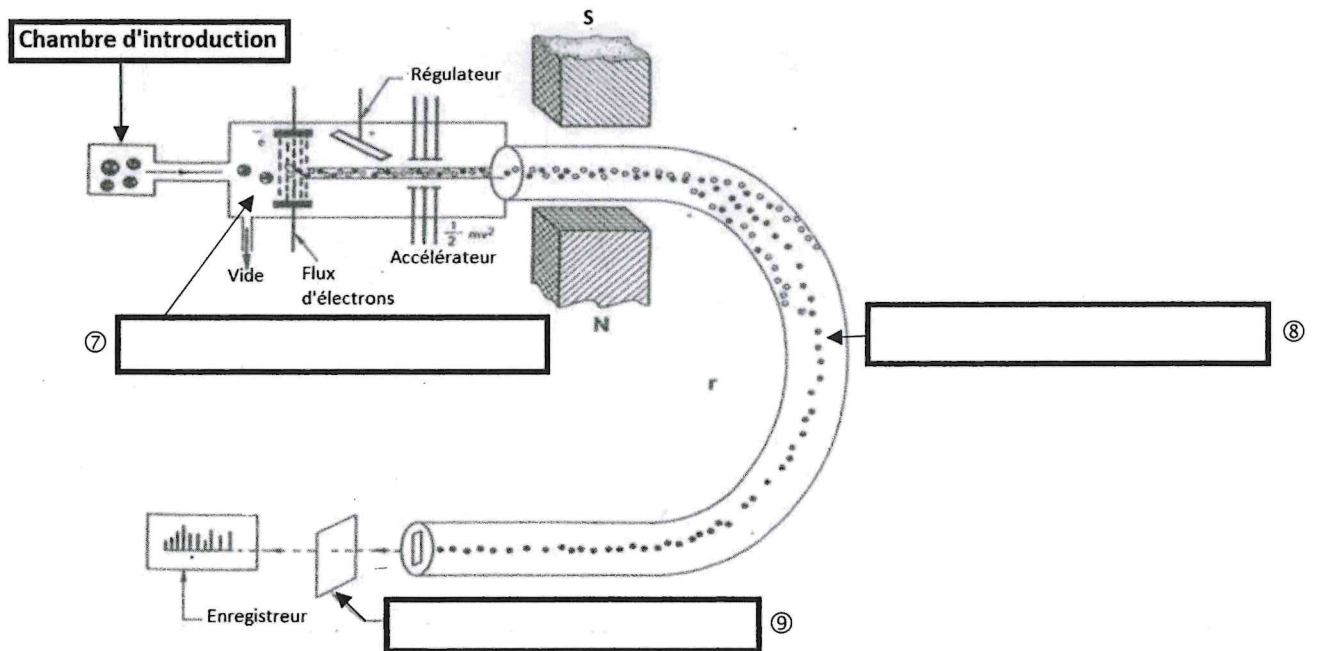 S
Chambre d'introduction
Régulateur
e
1/2 mv²
Vide
Flux
d'électrons
Accélérateur
N
⑦
⑧
r
Enregistreur
⑨